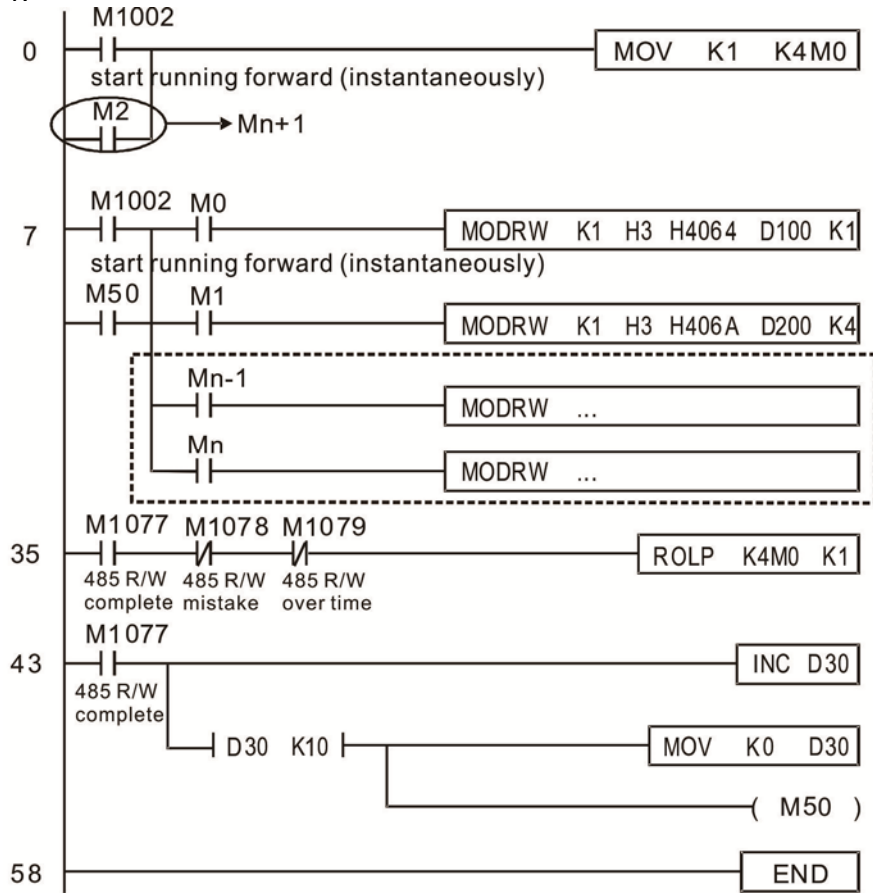 M1002
0 MOV K1 K4M0
start running forward (instantaneously)
M2 Mn+1
M1002 M0
7 MODRW K1 H3 H4064 D100 K1
start running forward (instantaneously)
M50 M1
MODRW K1 H3 H406A D200 K4
Mn-1
MODRW ...
Mn
MODRW ...
M1077 M1078 M1079
35 ROLP K4M0 K1
485 R/W 485 R/W 485 R/W
complete mistake over time
M1077
43 INC D30
485 R/W
complete
D30 K10 MOV K0 D30
( M50 )
58 END